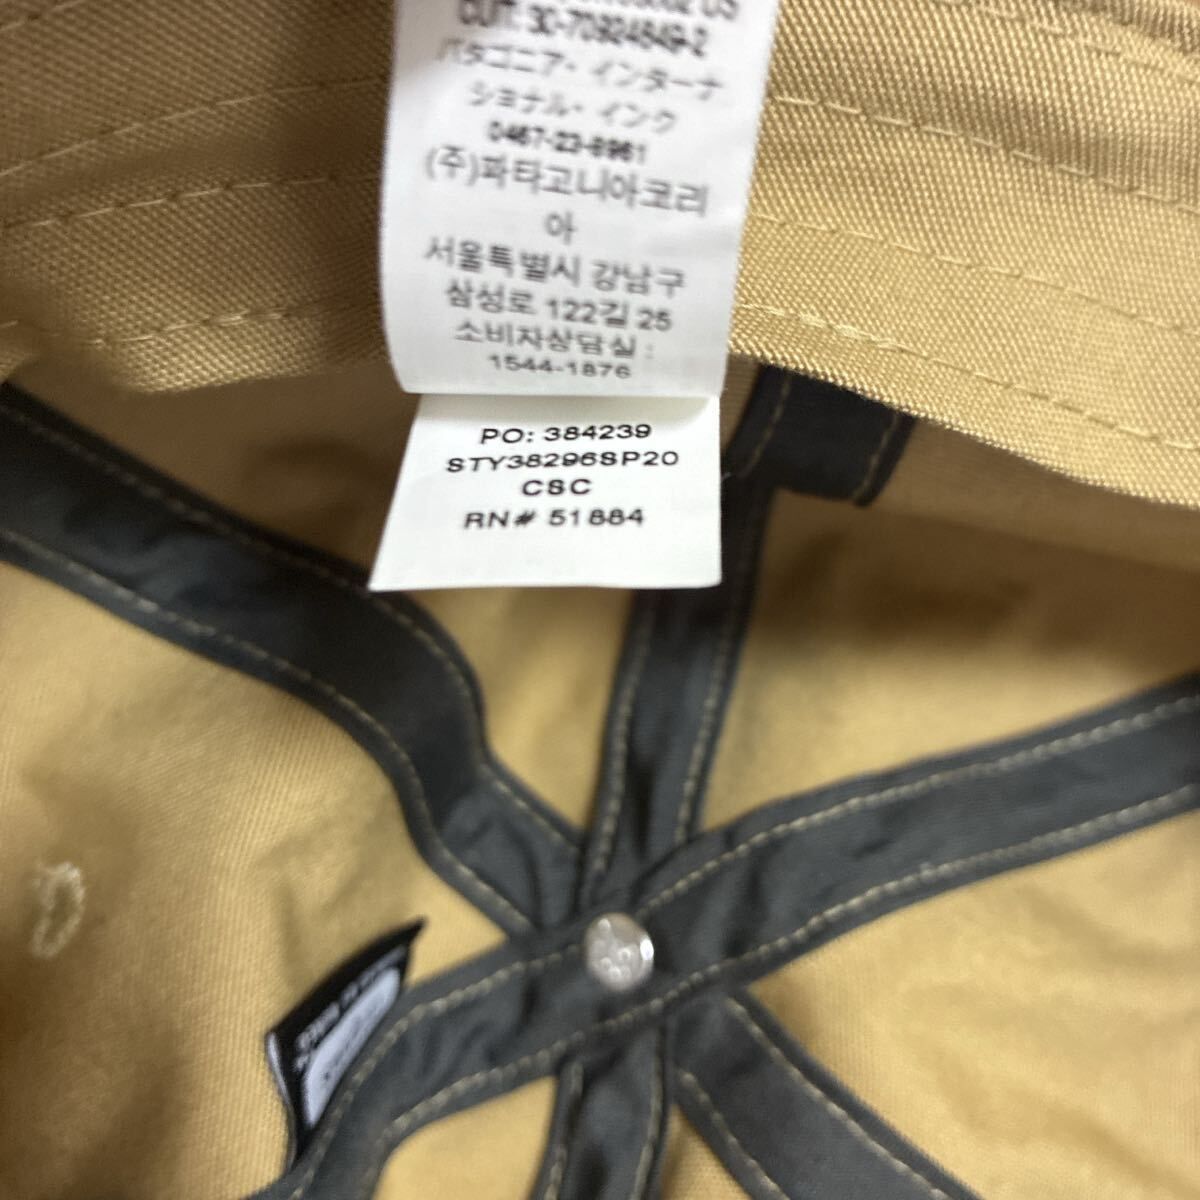 CUIT: 30-70924849-2
パタゴニア・インターナ
ショナル・インク
0467-23-8961
(주)파타고니아코리
아
서울특별시 강남구
삼성로 122길 25
소비자상담실 :
1544-1876
PO: 384239
STY38296SP20
CSC
RN# 51884